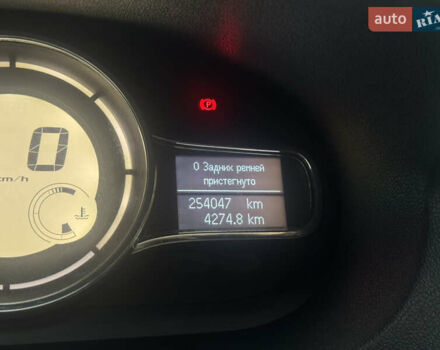 auto RIA
P
0
km/h
0 Задних ремней
пристегнуто
254047 km
4274.8 km